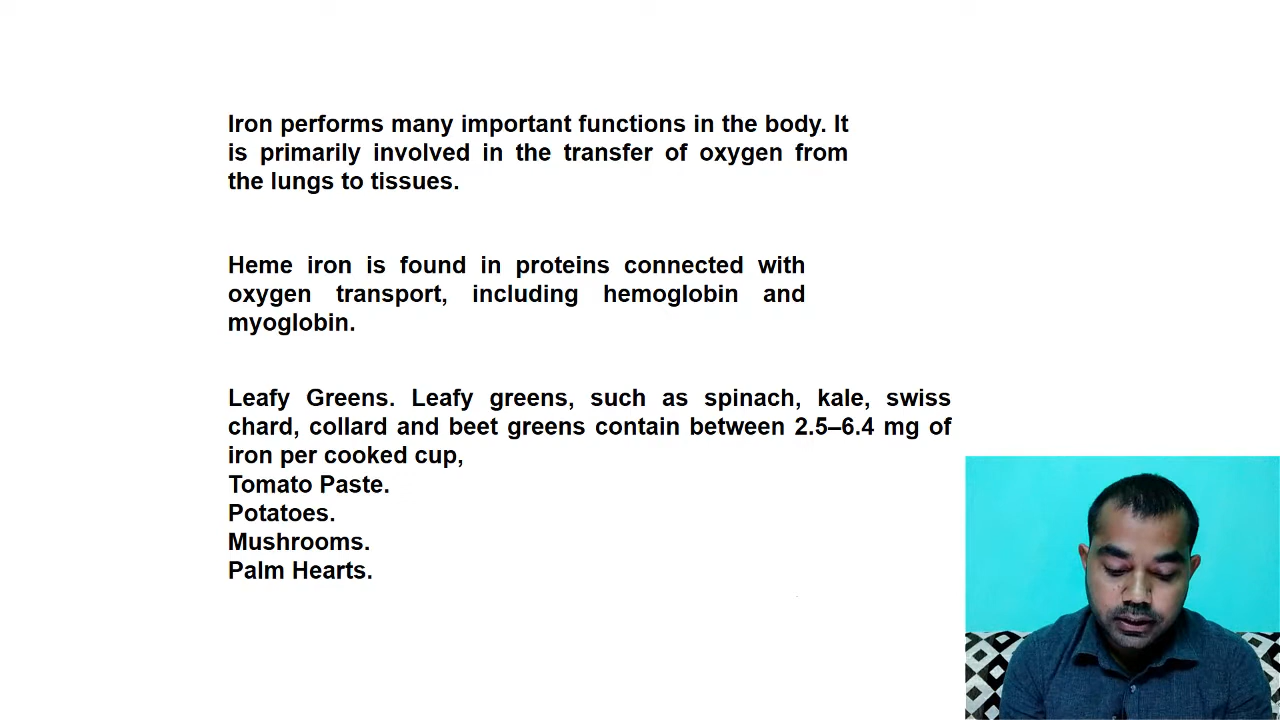 Iron performs many important functions in the body. It
is primarily involved in the transfer of oxygen from
the lungs to tissues.
Heme iron is found in proteins connected with
oxygen transport, including hemoglobin and
myoglobin.
Leafy Greens. Leafy greens, such as spinach, kale, swiss
chard, collard and beet greens contain between 2.5–6.4 mg of
iron per cooked cup,
Tomato Paste.
Potatoes.
Mushrooms.
Palm Hearts.